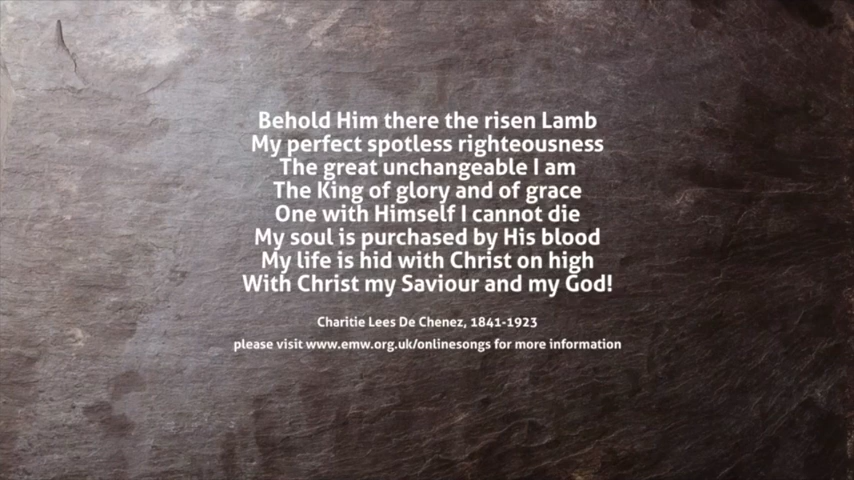 Behold Him there the risen Lamb
My perfect spotless righteousness
The great unchangeable I am
The King of glory and of grace
One with Himself I cannot die
My soul is purchased by His blood
My life is hid with Christ on high
With Christ my Saviour and my God!
Charitie Lees De Chenez, 1841-1923
please visit www.emw.org.uk/onlinesongs for more information